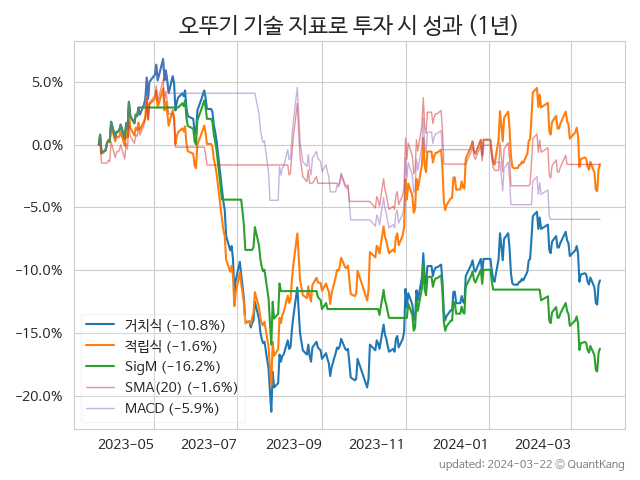 오뚜기 기술 지표로 투자 시 성과 (1년)
5.0%
0.0%
−5.0%
−10.0%
−15.0%
−20.0%
거치식 (−10.8%)
적립식 (−1.6%)
SigM (−16.2%)
SMA(20) (−1.6%)
MACD (−5.9%)
2023-05 2023-07 2023-09 2023-11 2024-01 2024-03
updated: 2024-03-22 © QuantKang